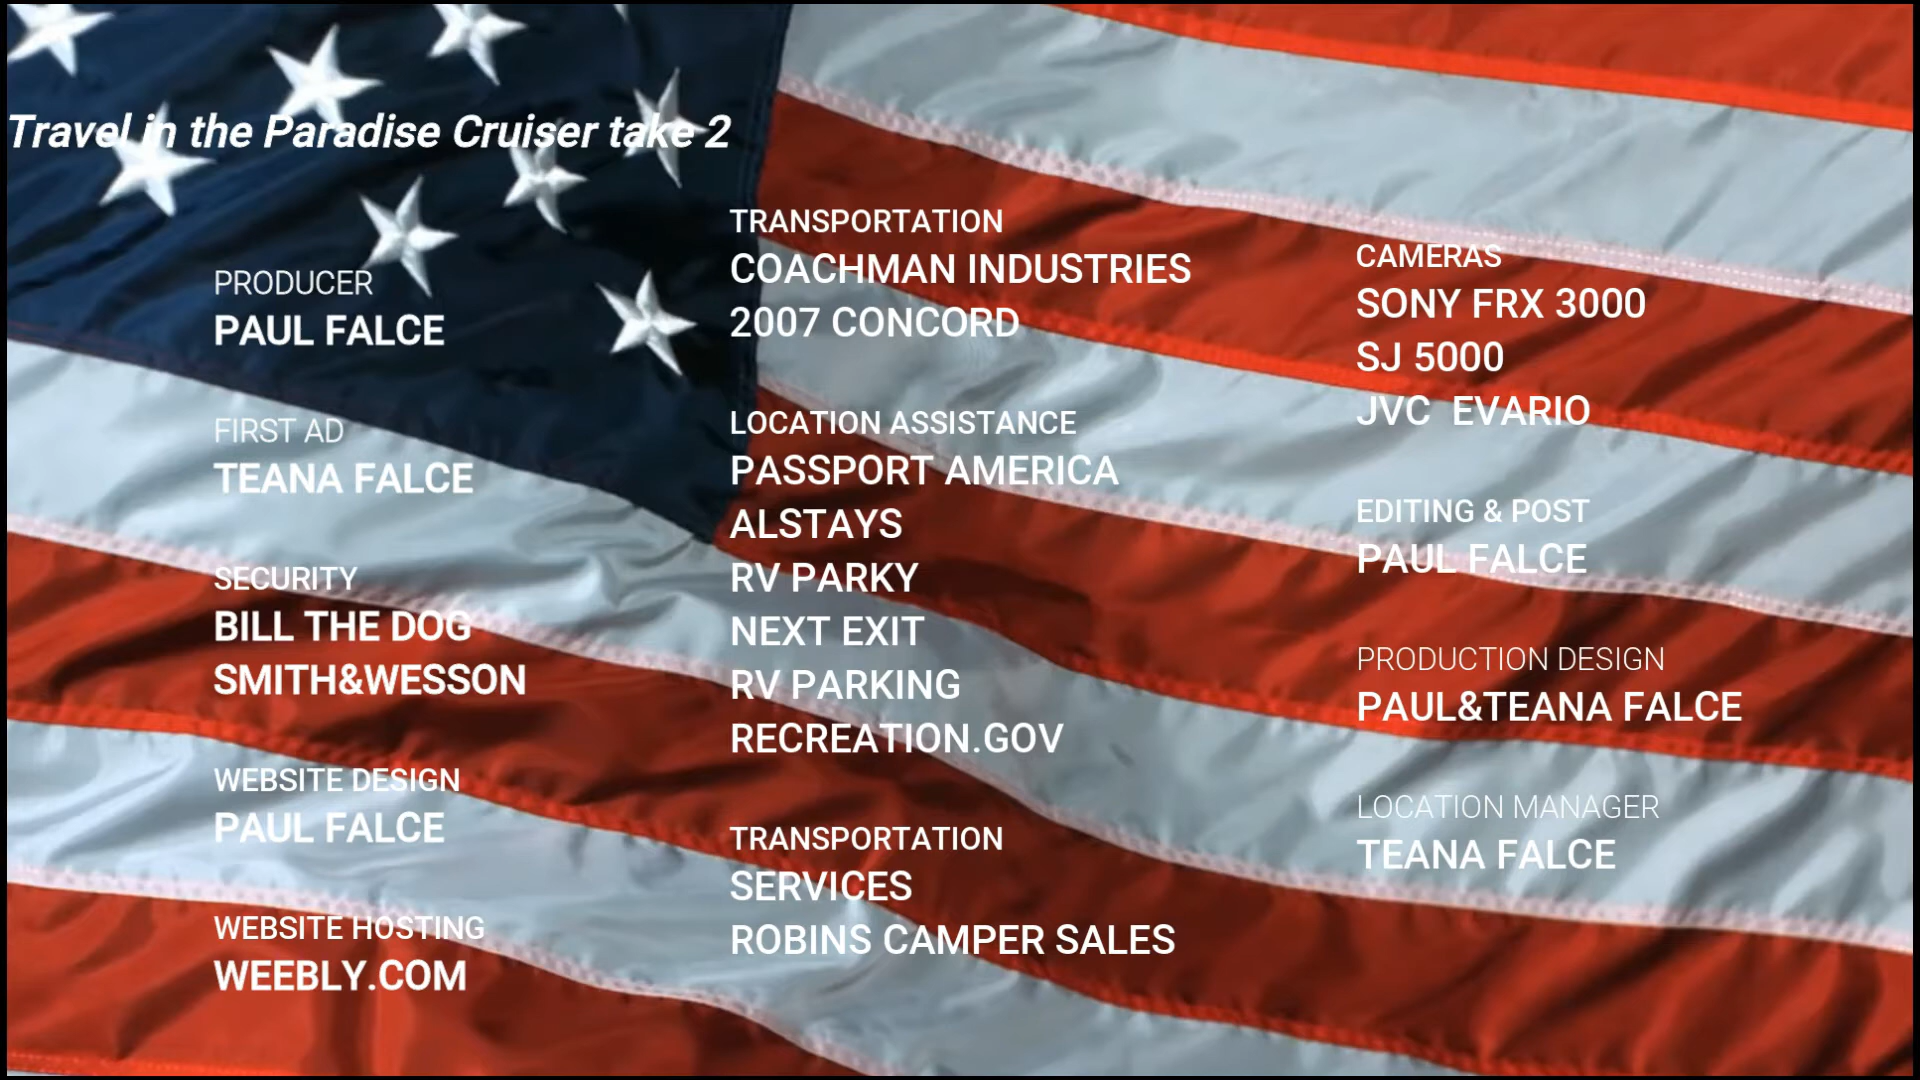 Travel in the Paradise Cruiser take 2
PRODUCER
PAUL FALCE
FIRST AD
TEANA FALCE
SECURITY
BILL THE DOG
SMITH&WESSON
WEBSITE DESIGN
PAUL FALCE
WEBSITE HOSTING
WEEBLY.COM
TRANSPORTATION
COACHMAN INDUSTRIES
2007 CONCORD
LOCATION ASSISTANCE
PASSPORT AMERICA
ALSTAYS
RV PARKY
NEXT EXIT
RV PARKING
RECREATION.GOV
TRANSPORTATION
SERVICES
ROBINS CAMPER SALES
CAMERAS
SONY FRX 3000
SJ 5000
JVC  EVARIO
EDITING & POST
PAUL FALCE
PRODUCTION DESIGN
PAUL&TEANA FALCE
LOCATION MANAGER
TEANA FALCE